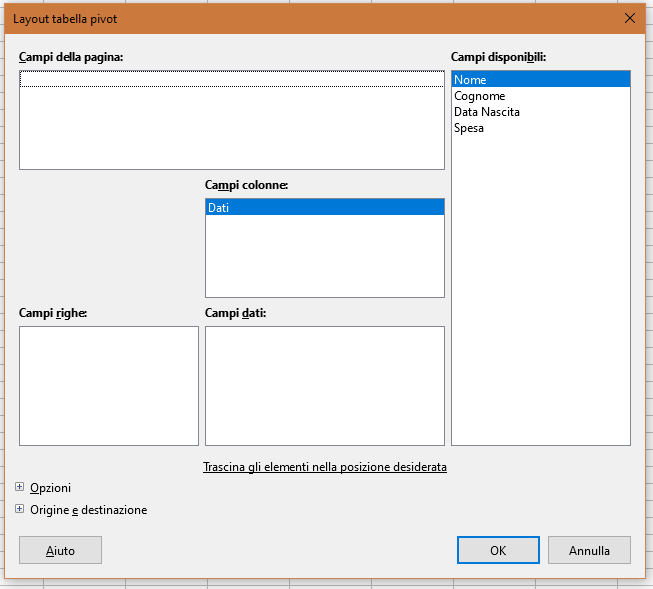 Layout tabella pivot
Campi della pagina:
Campi disponibili:
Nome
Cognome
Data Nascita
Spesa
Campi colonne:
Dati
Campi righe:
Campi dati:
Trascina gli elementi nella posizione desiderata
Opzioni
Origine e destinazione
Aiuto
OK
Annulla